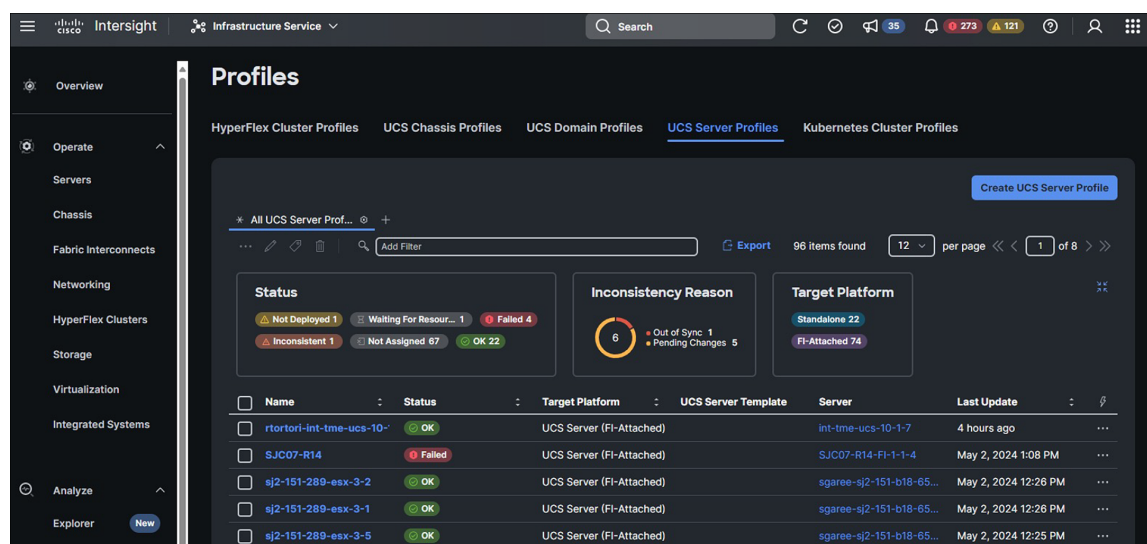 cisco Intersight Infrastructure Service Search 35 273 121
Profiles
Overview
HyperFlex Cluster Profiles UCS Chassis Profiles UCS Domain Profiles UCS Server Profiles Kubernetes Cluster Profiles
Operate
Servers
Chassis
Fabric Interconnects
Networking
HyperFlex Clusters
Storage
Virtualization
Integrated Systems
Analyze
Explorer New
Create UCS Server Profile
All UCS Server Prof...
Add Filter Export 96 items found 12 per page 1 of 8
Status
Not Deployed 1 Waiting For Resour... 1 Failed 4
Inconsistent 1 Not Assigned 67 OK 22
Inconsistency Reason
6
Out of Sync 1
Pending Changes 5
Target Platform
Standalone 22
FI-Attached 74
Name Status Target Platform UCS Server Template Server Last Update
rtortori-int-tme-ucs-10- OK UCS Server (FI-Attached) int-tme-ucs-10-1-7 4 hours ago
SJC07-R14 Failed UCS Server (FI-Attached) SJC07-R14-FI-1-1-4 May 2, 2024 1:08 PM
sj2-151-289-esx-3-2 OK UCS Server (FI-Attached) sgaree-sj2-151-b18-65... May 2, 2024 12:26 PM
sj2-151-289-esx-3-1 OK UCS Server (FI-Attached) sgaree-sj2-151-b18-65... May 2, 2024 12:26 PM
sj2-151-289-esx-3-5 OK UCS Server (FI-Attached) sgaree-sj2-151-b18-65... May 2, 2024 12:25 PM